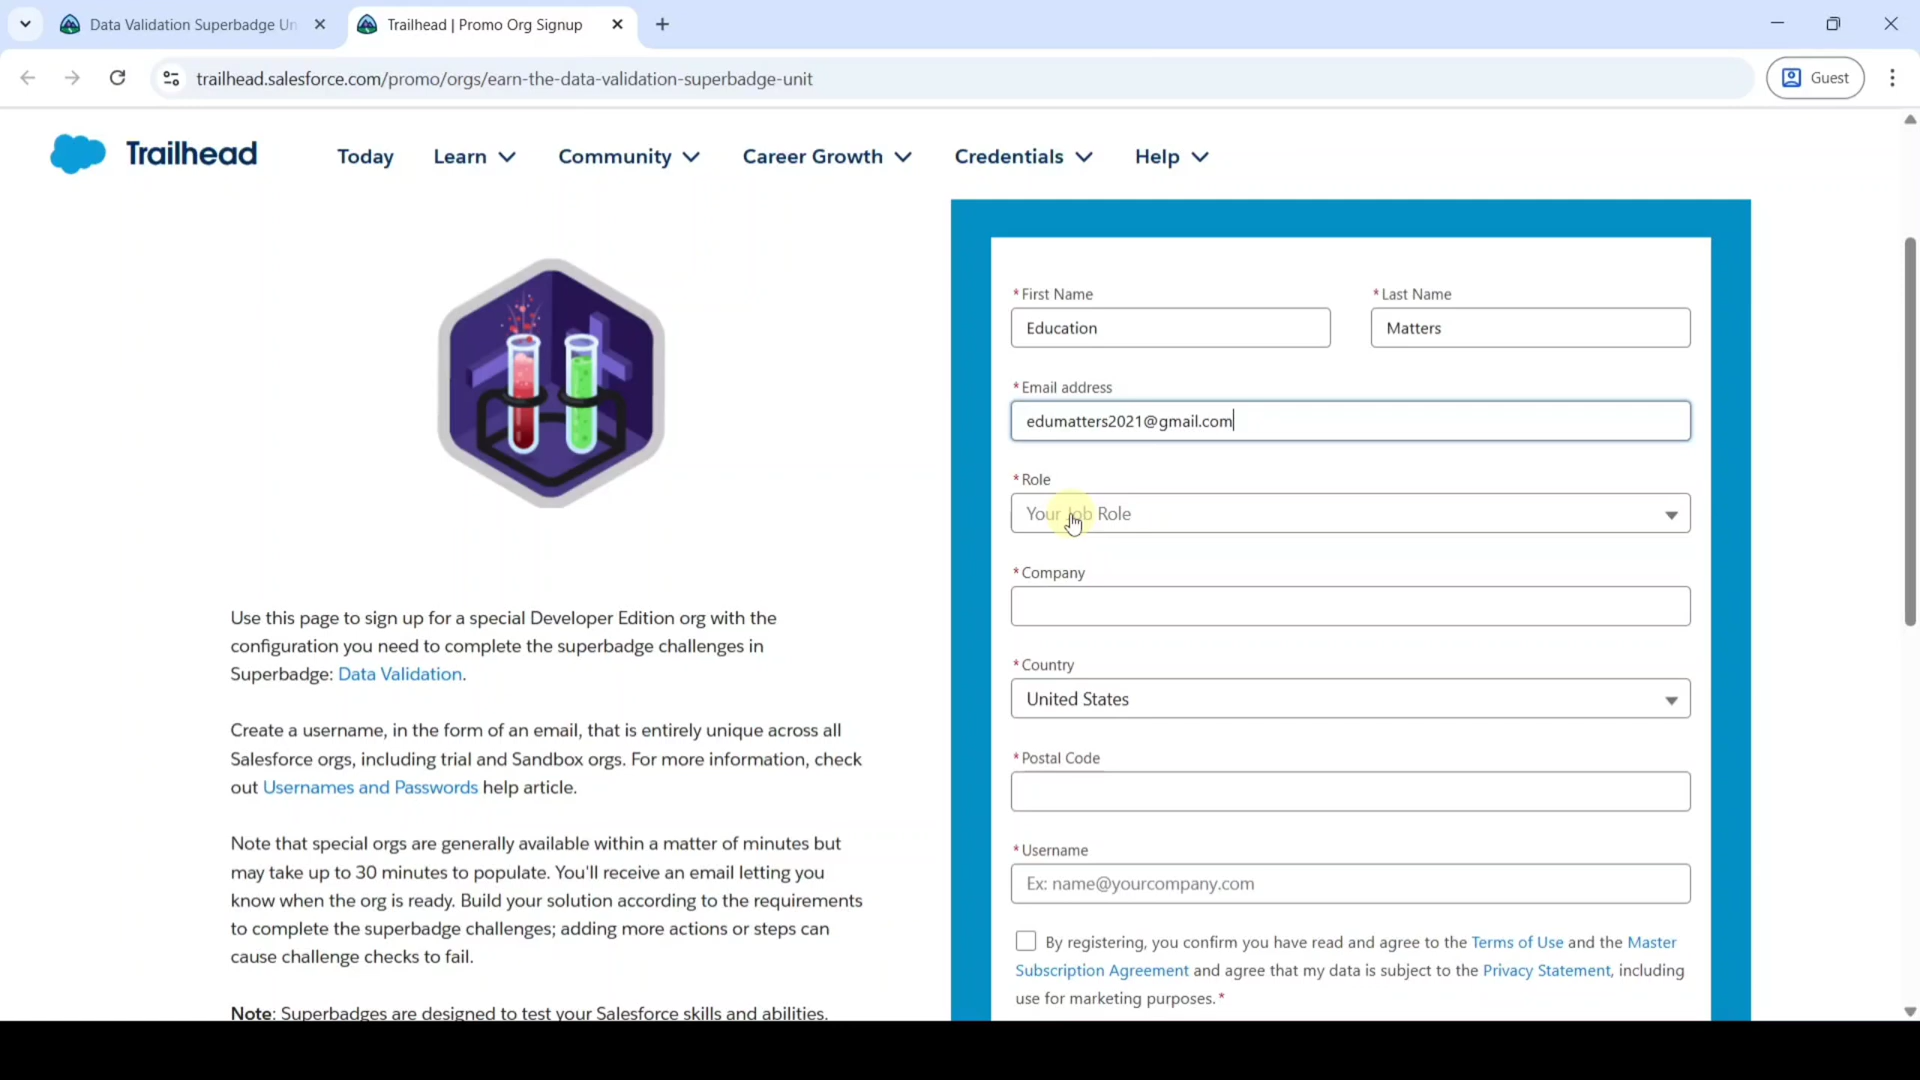 Data Validation Superbadge Un
Trailhead | Promo Org Signup
trailhead.salesforce.com/promo/orgs/earn-the-data-validation-superbadge-unit
Guest
Trailhead
Today
Learn
Community
Career Growth
Credentials
Help
* First Name
Education
* Last Name
Matters
* Email address
edumatters2021@gmail.com
* Role
Your Job Role
* Company
* Country
United States
* Postal Code
* Username
Ex: name@yourcompany.com
By registering, you confirm you have read and agree to the Terms of Use and the Master
Subscription Agreement and agree that my data is subject to the Privacy Statement, including
use for marketing purposes. *
Use this page to sign up for a special Developer Edition org with the
configuration you need to complete the superbadge challenges in
Superbadge: Data Validation.
Create a username, in the form of an email, that is entirely unique across all
Salesforce orgs, including trial and Sandbox orgs. For more information, check
out Usernames and Passwords help article.
Note that special orgs are generally available within a matter of minutes but
may take up to 30 minutes to populate. You'll receive an email letting you
know when the org is ready. Build your solution according to the requirements
to complete the superbadge challenges; adding more actions or steps can
cause challenge checks to fail.
Note: Superbadges are designed to test your Salesforce skills and abilities.